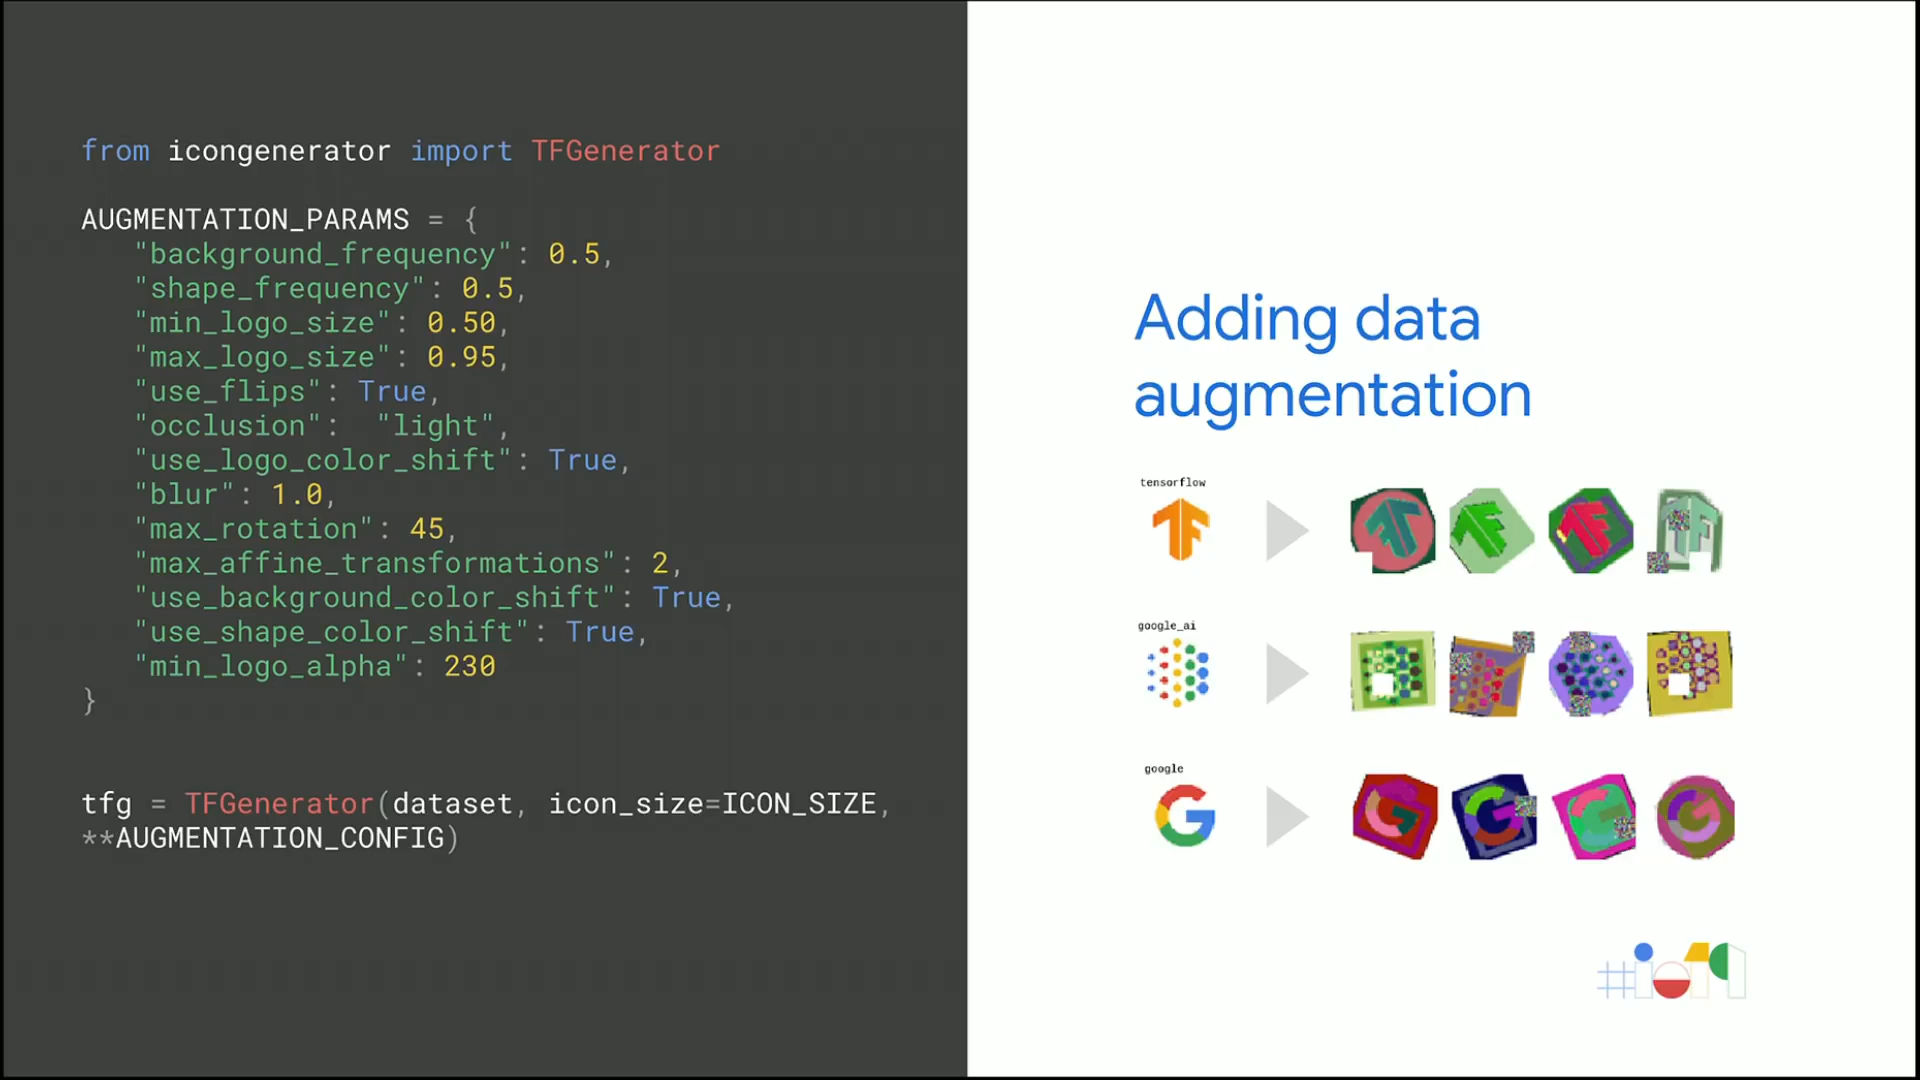 from icongenerator import TFGenerator
AUGMENTATION_PARAMS = {
"background_frequency": 0.5,
"shape_frequency": 0.5,
"min_logo_size": 0.50,
"max_logo_size": 0.95,
"use_flips": True,
"occlusion":  "light",
"use_logo_color_shift": True,
"blur": 1.0,
"max_rotation": 45,
"max_affine_transformations": 2,
"use_background_color_shift": True,
"use_shape_color_shift": True,
"min_logo_alpha": 230
}
tfg = TFGenerator(dataset, icon_size=ICON_SIZE,
**AUGMENTATION_CONFIG)
Adding data
augmentation
tensorflow
google_ai
google
#io19